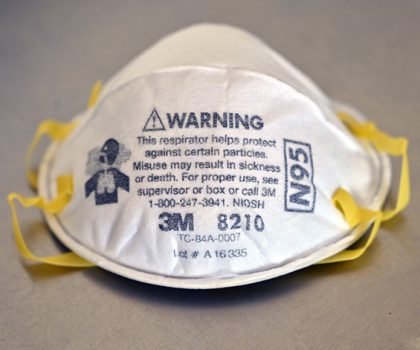 ⚠ WARNING
This respirator helps protect
against certain particles.
Misuse may result in sickness
or death. For proper use, see
supervisor or box or call 3M
1-800-247-3941. NIOSH
N95
3M 8210
TC-84A-0007
Lot # A16335